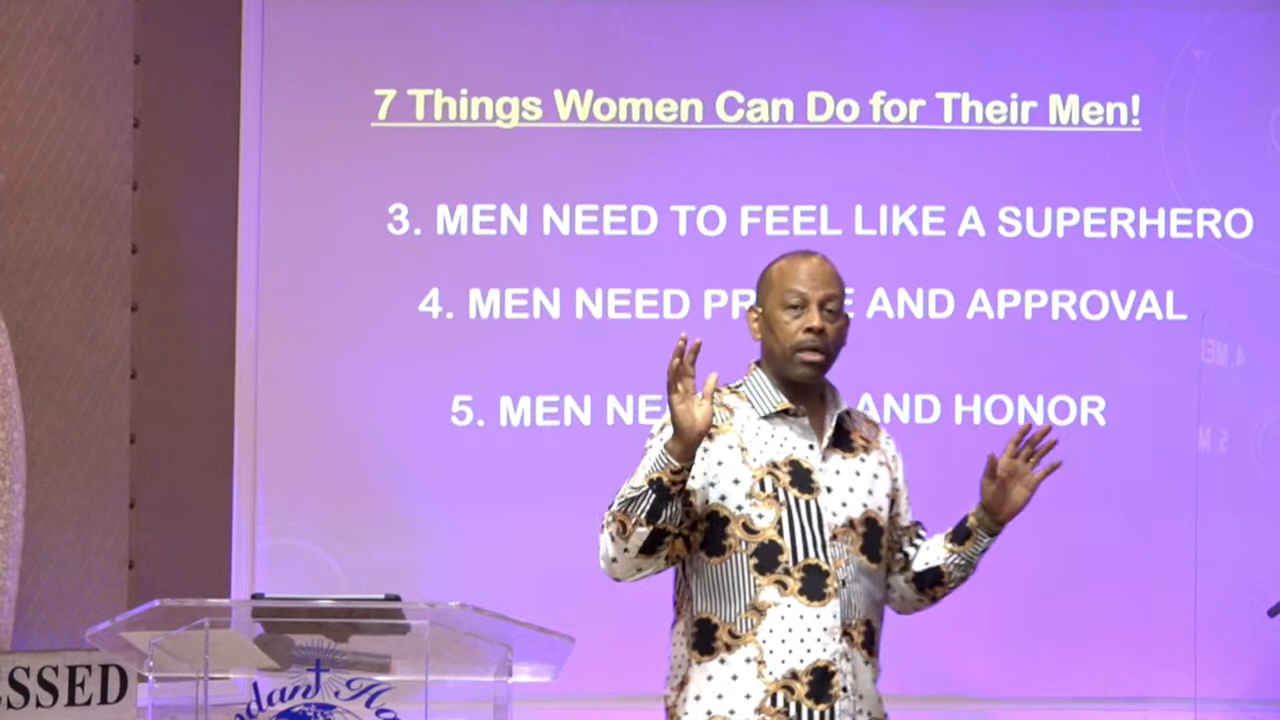 7 Things Women Can Do for Their Men!
3. MEN NEED TO FEEL LIKE A SUPERHERO
4. MEN NEED AND APPROVAL
5. MEN AND HONOR